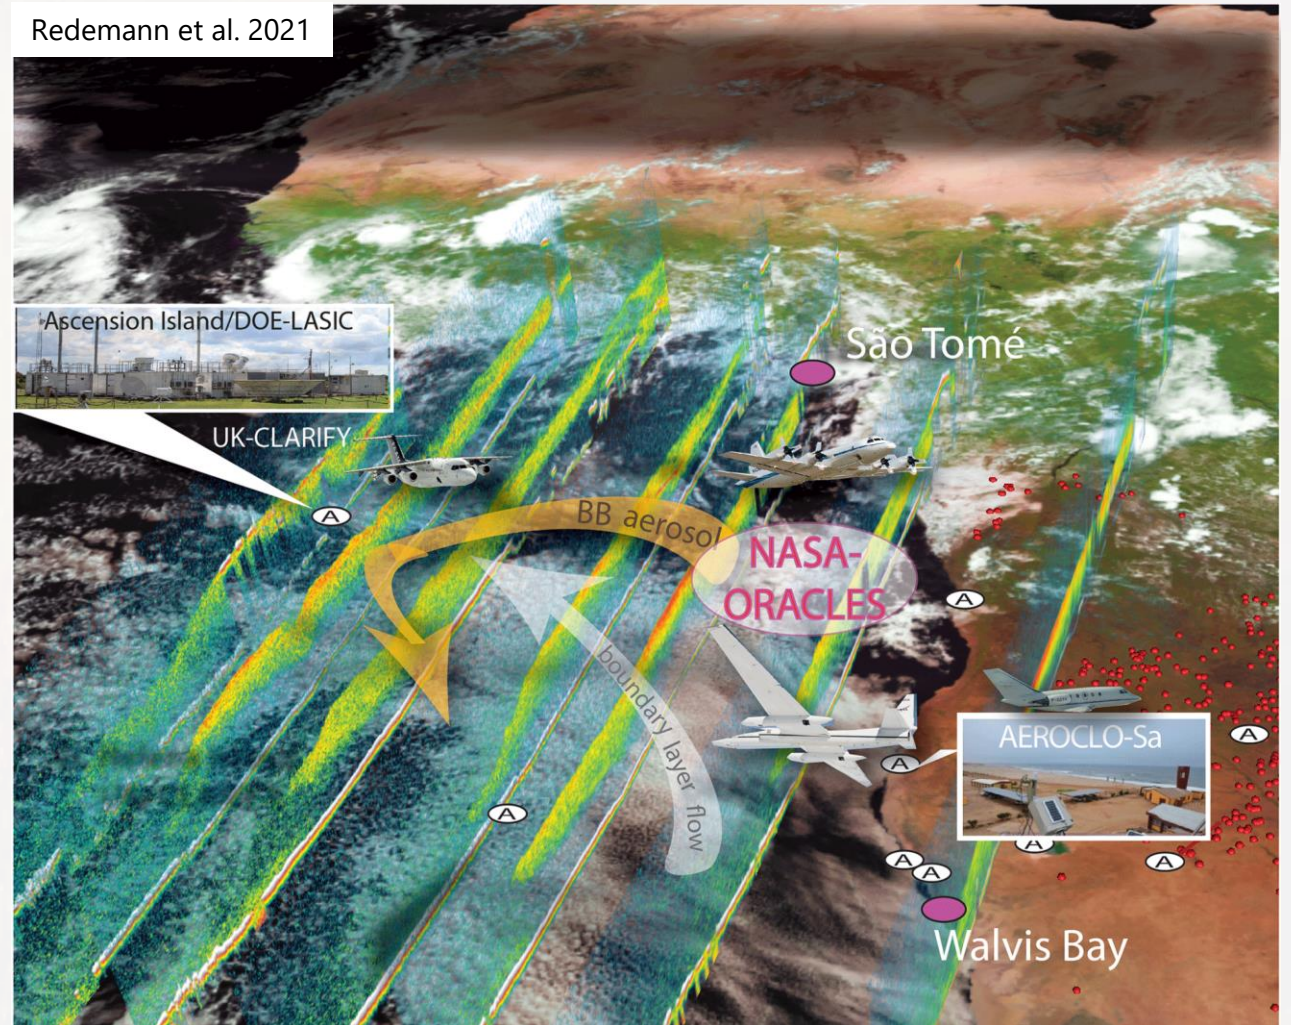 Redemann et al. 2021
Ascension Island/DOE-LASIC
São Tomé
UK-CLARIFY
A
BB aerosol
NASA-
ORACLES
A
boundary layer flow
A
AEROCLO-Sa
A
A
A
A
A
A
Walvis Bay